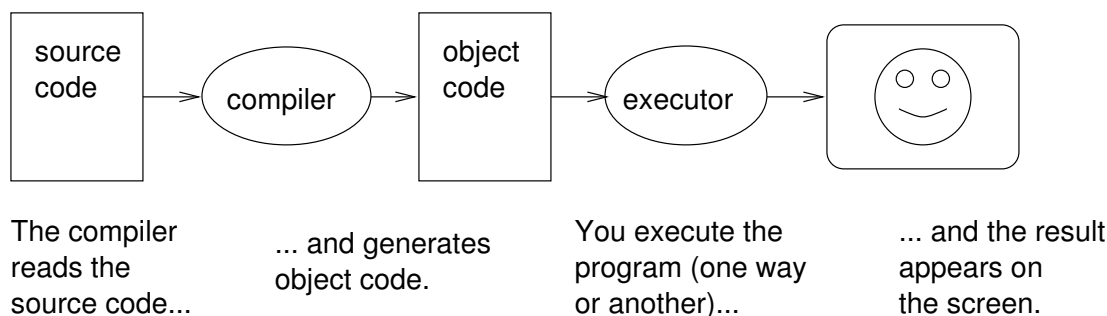 source
code
compiler
object
code
executor
The compiler
reads the
source code...
... and generates
object code.
You execute the
program (one way
or another)...
... and the result
appears on
the screen.